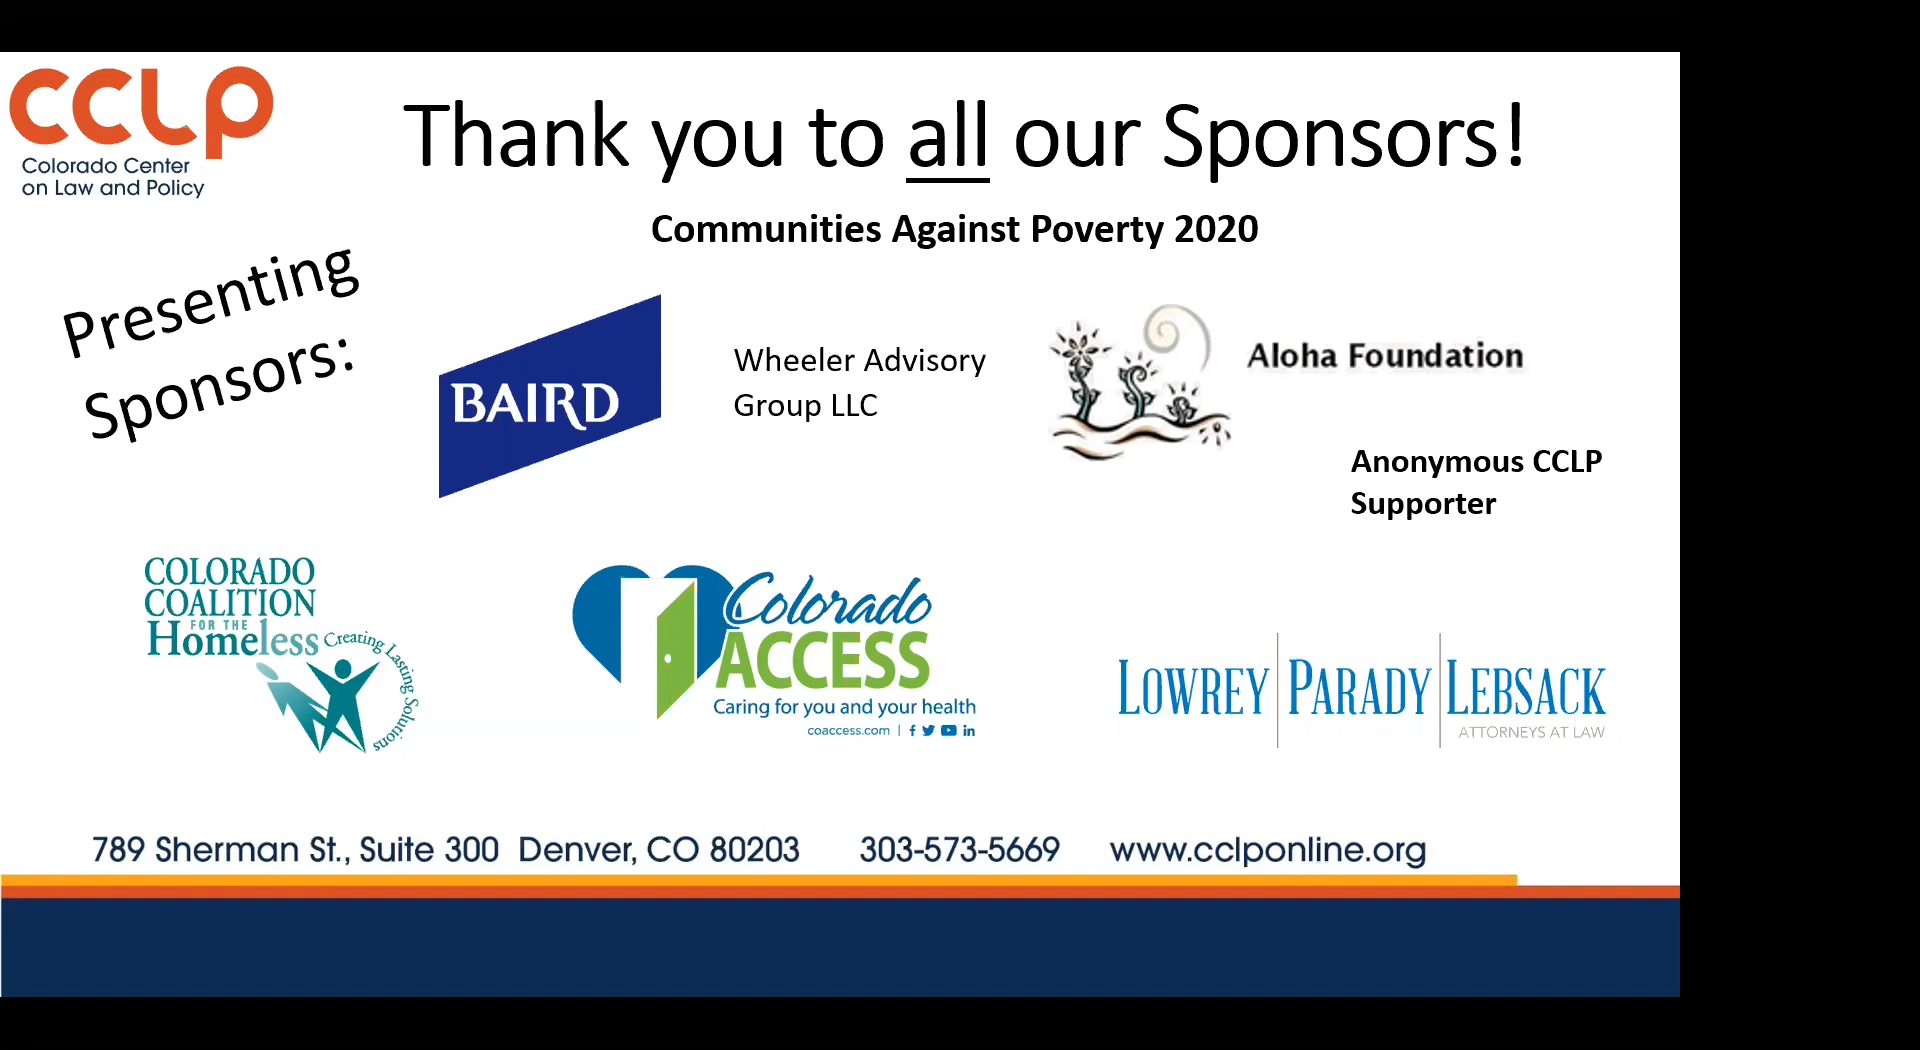 CCLP
Colorado Center
on Law and Policy
Thank you to all our Sponsors!
Communities Against Poverty 2020
Presenting
Sponsors:
BAIRD
Wheeler Advisory
Group LLC
Aloha Foundation
Anonymous CCLP
Supporter
COLORADO
COALITION
FOR THE
Homeless
Creating Lasting Solutions
Colorado
ACCESS
Caring for you and your health
coaccess.com
LOWREY PARADY LEBSACK
ATTORNEYS AT LAW
789 Sherman St., Suite 300 Denver, CO 80203 303-573-5669 www.cclponline.org